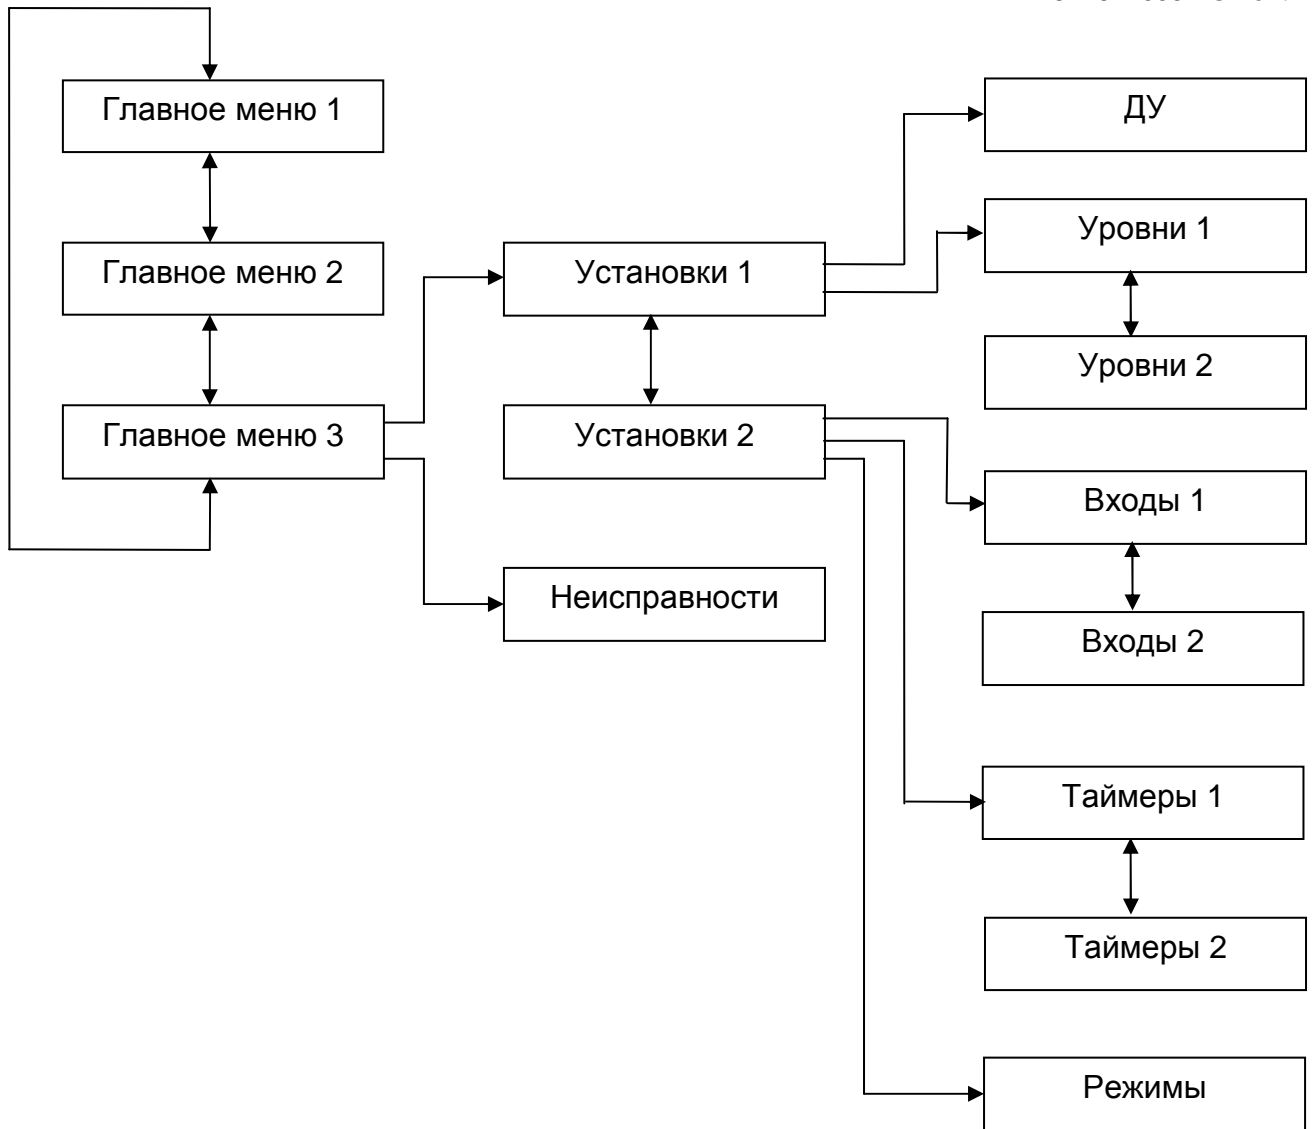 Главное меню 1
ДУ
Уровни 1
Главное меню 2
Установки 1
Уровни 2
Главное меню 3
Установки 2
Входы 1
Неисправности
Входы 2
Таймеры 1
Таймеры 2
Режимы